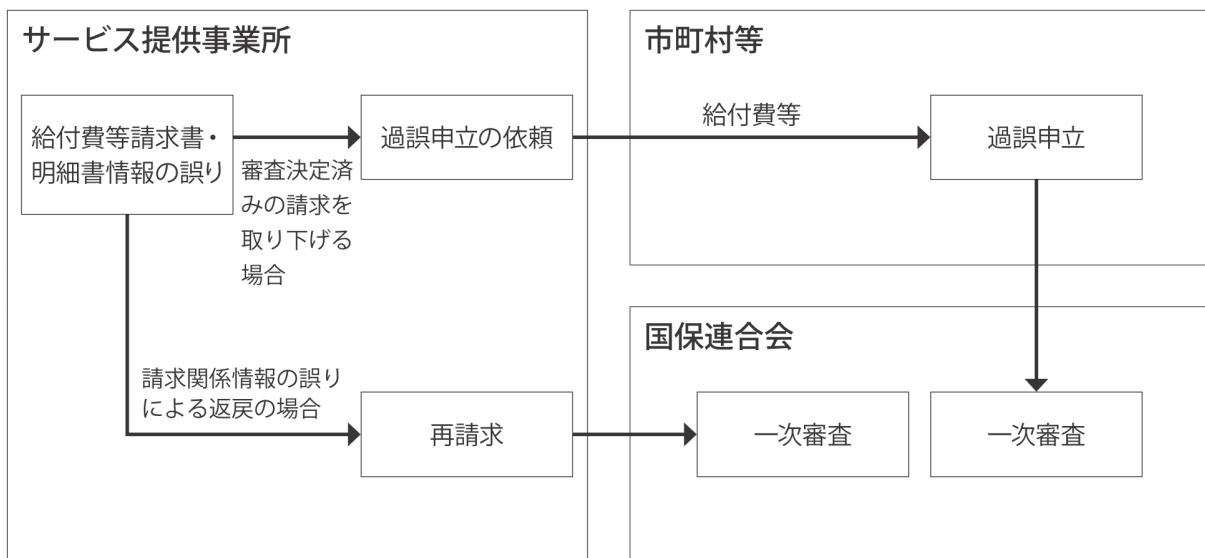 サービス提供事業所
給付費等請求書・
明細書情報の誤り
審査決定済
みの請求を
取り下げる
場合
過誤申立の依頼
請求関係情報の誤り
による返戻の場合
再請求
市町村等
給付費等
過誤申立
国保連合会
一次審査
一次審査